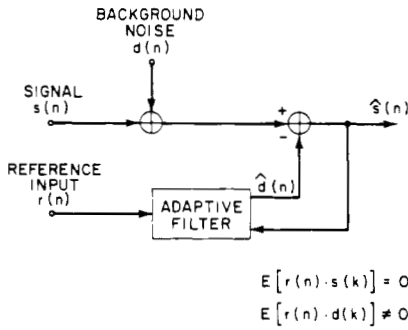 BACKGROUND
NOISE
d(n)
SIGNAL
s(n)
+
−
ŝ(n)
REFERENCE
INPUT
r(n)
d̂(n)
ADAPTIVE
FILTER
E[r(n)·s(k)] = 0
E[r(n)·d(k)] ≠ 0